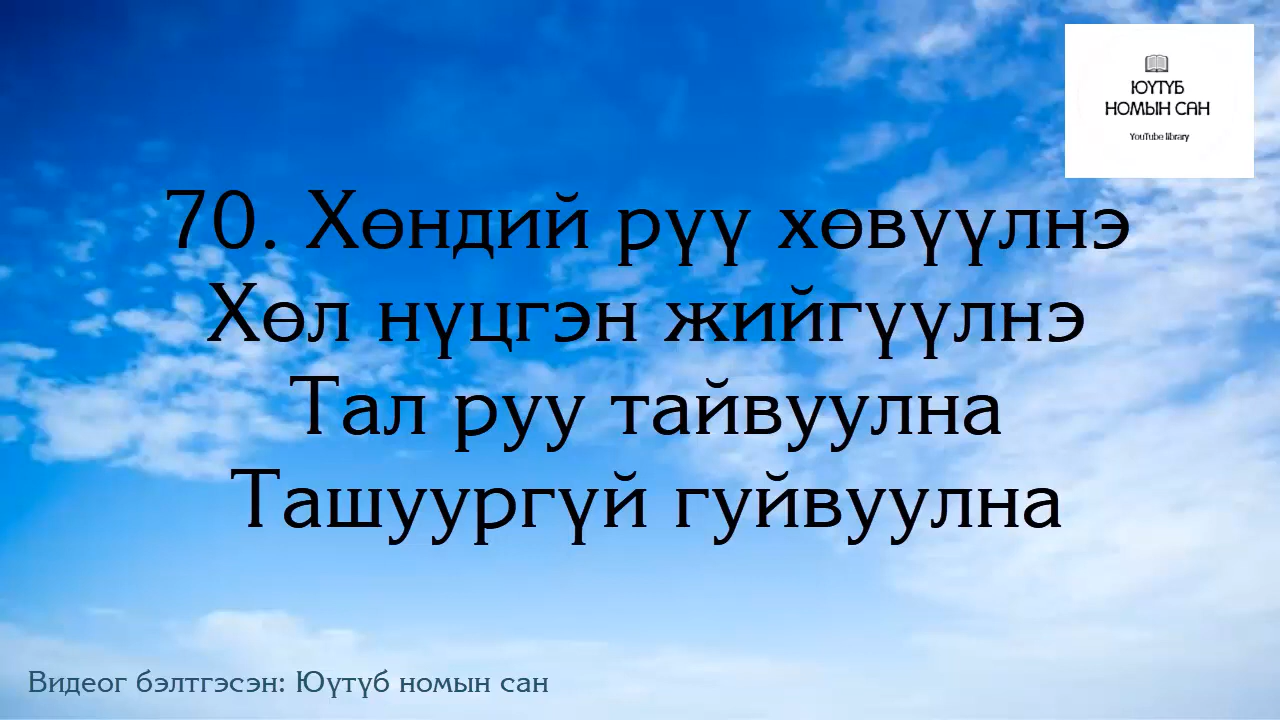 ЮҮТҮБ
НОМЫН САН
YouTube library
70. Хөндий рүү хөвүүлнэ
Хөл нүцгэн жийгүүлнэ
Тал руу тайвуулна
Ташуургүй гуйвуулна
Видеог бэлтгэсэн: Юүтүб номын сан